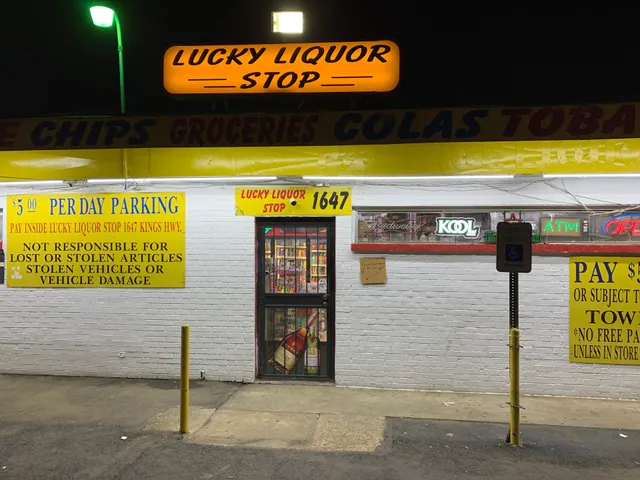 LUCKY LIQUOR
STOP
E CHIPS GROCERIES COLAS TOBA
$5.00 PER DAY PARKING
PAY INSIDE LUCKY LIQUOR STOP 1647 KINGS HWY.
NOT RESPONSIBLE FOR
LOST OR STOLEN ARTICLES
STOLEN VEHICLES OR
VEHICLE DAMAGE
LUCKY LIQUOR
STOP
1647
Budweiser
KOOL
ATM
OPE
PAY $5
OR SUBJECT T
TOW
*NO FREE PA
UNLESS IN STORE